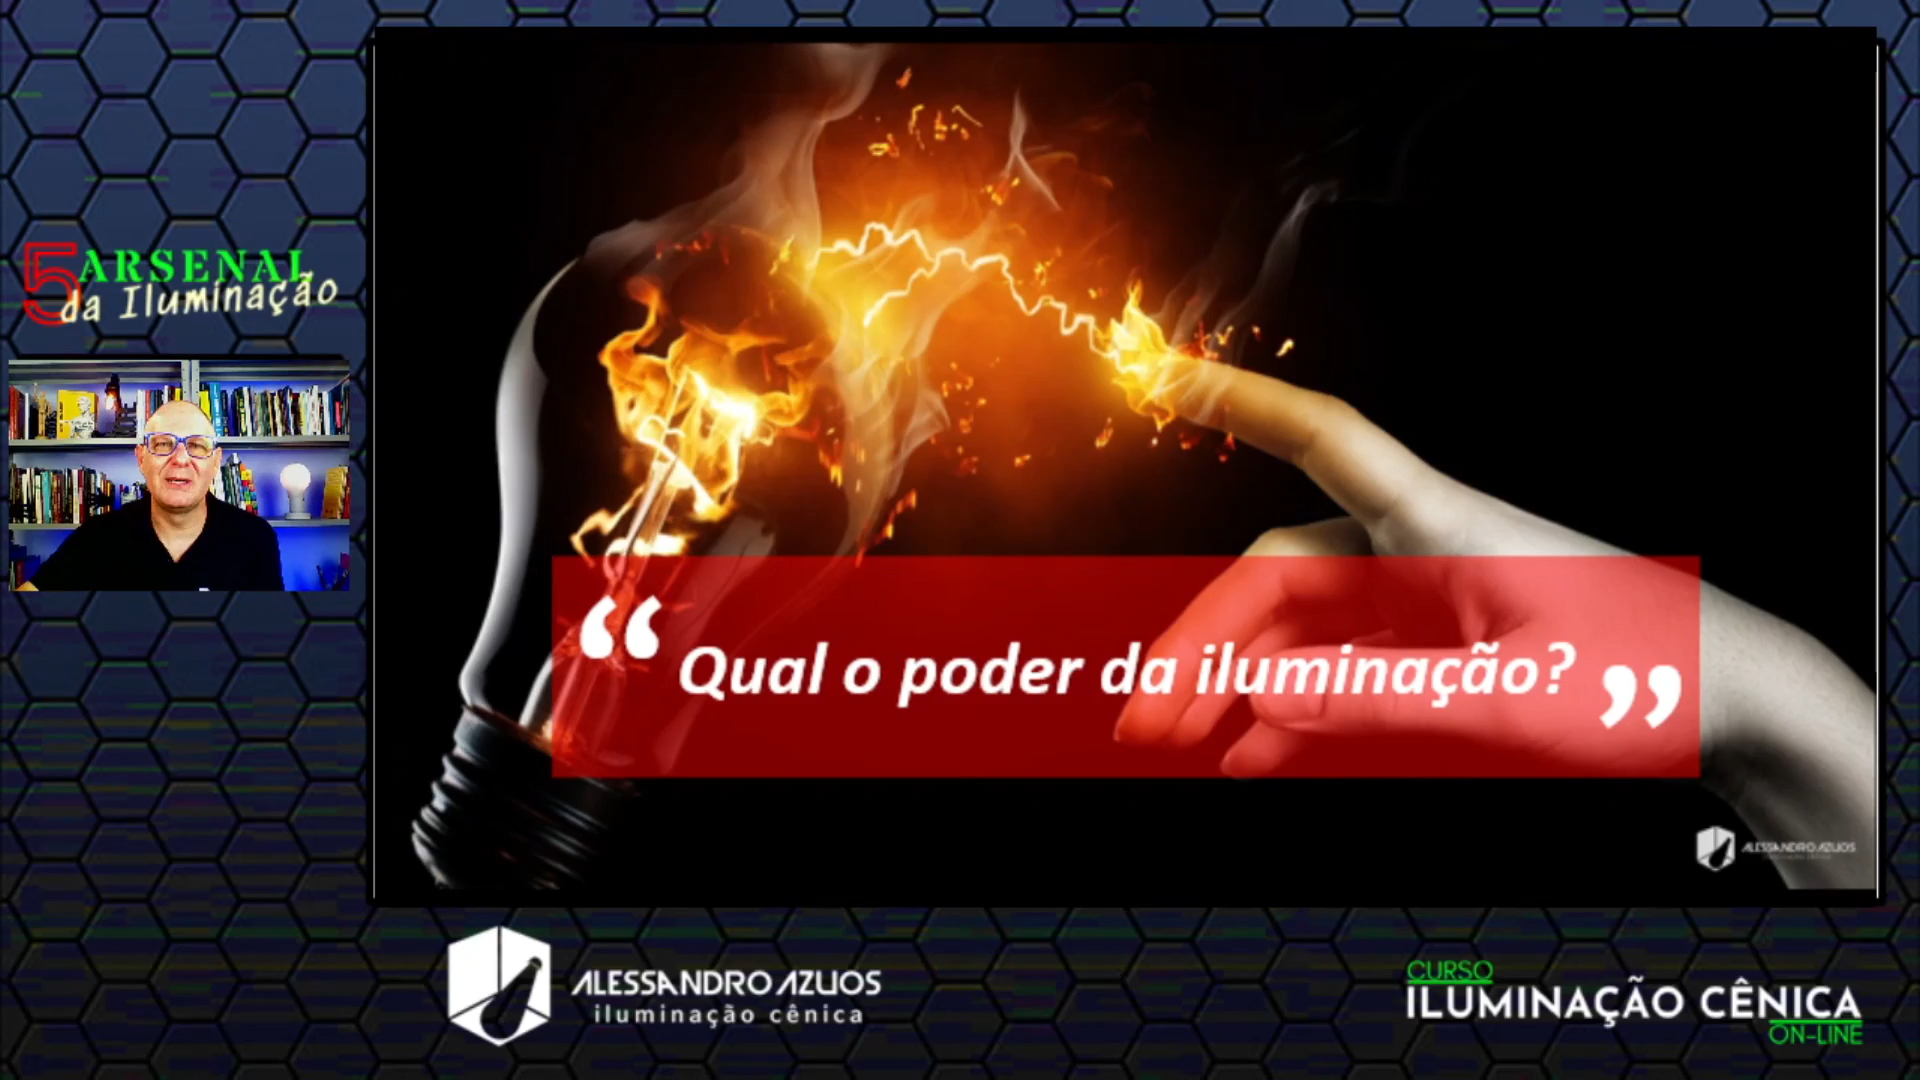 5 ARSENAL
da Iluminação
“ Qual o poder da iluminação? ”
ALESSANDRO AZUOS
ALESSANDRO AZUOS
iluminação cênica
CURSO
ILUMINAÇÃO CÊNICA
ON-LINE